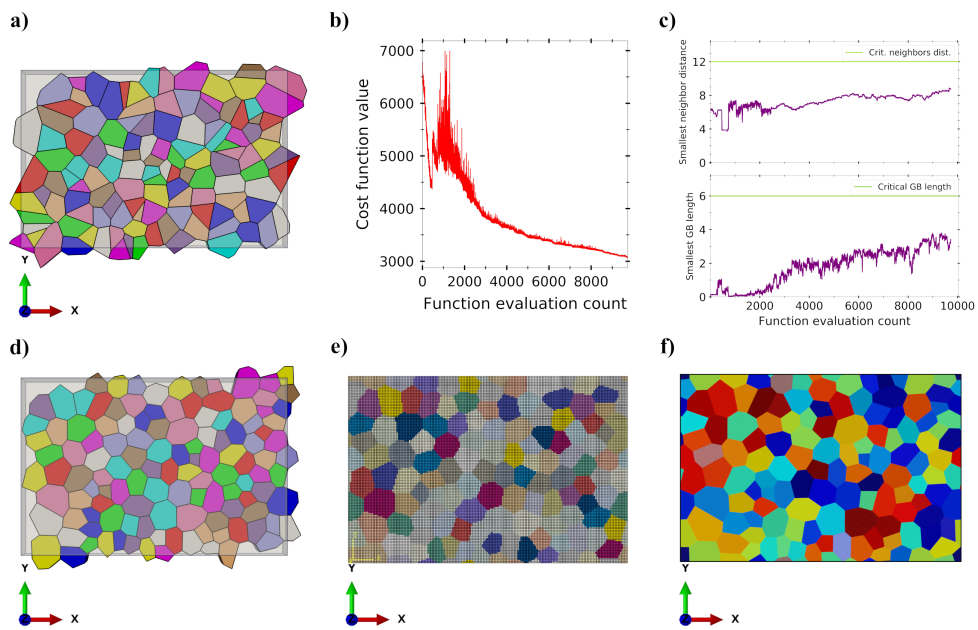 a)
b)
c)
Y
Z
X
Cost function value
7000
6000
5000
4000
3000
0
2000
4000
6000
8000
Function evaluation count
Smallest neighbor distance
12
8
4
0
Crit. neighbors dist.
Smallest GB length
6
4
2
0
Critical GB length
2000
4000
6000
8000
10000
Function evaluation count
d)
e)
f)
Y
Z
X
Y
Z
X
Y
Z
X